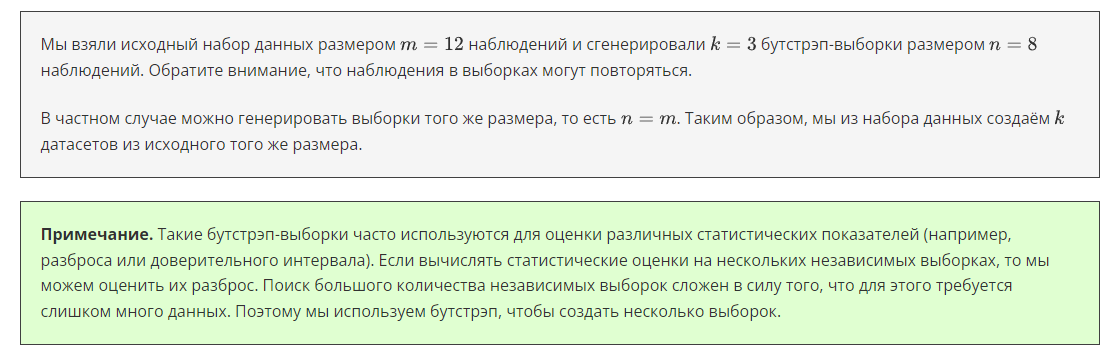 Мы взяли исходный набор данных размером m = 12 наблюдений и сгенерировали k = 3 бутстрэп-выборки размером n = 8
наблюдений. Обратите внимание, что наблюдения в выборках могут повторяться.
В частном случае можно генерировать выборки того же размера, то есть n = m. Таким образом, мы из набора данных создаём k
датасетов из исходного того же размера.
Примечание. Такие бутстрэп-выборки часто используются для оценки различных статистических показателей (например,
разброса или доверительного интервала). Если вычислять статистические оценки на нескольких независимых выборках, то мы
можем оценить их разброс. Поиск большого количества независимых выборок сложен в силу того, что для этого требуется
слишком много данных. Поэтому мы используем бутстрэп, чтобы создать несколько выборок.